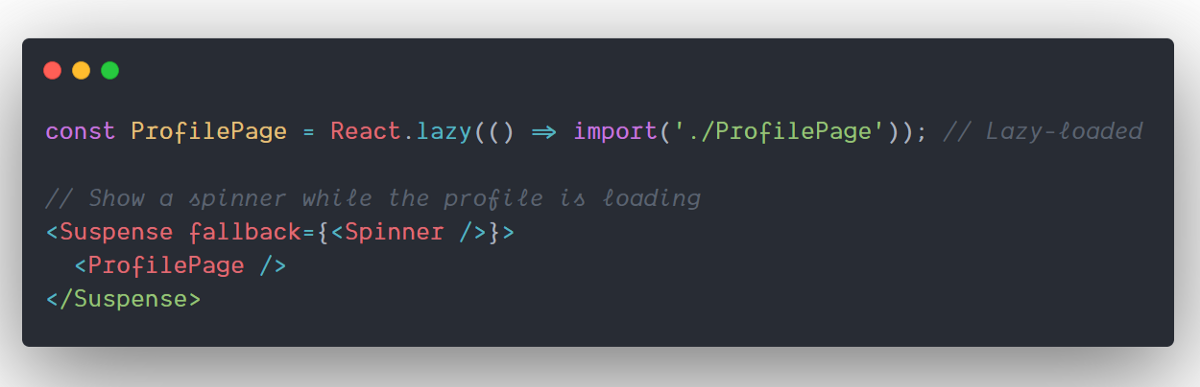 const ProfilePage = React.lazy(() => import('./ProfilePage')); // Lazy-loaded
// Show a spinner while the profile is loading
<Suspense fallback={<Spinner />}>
<ProfilePage />
</Suspense>